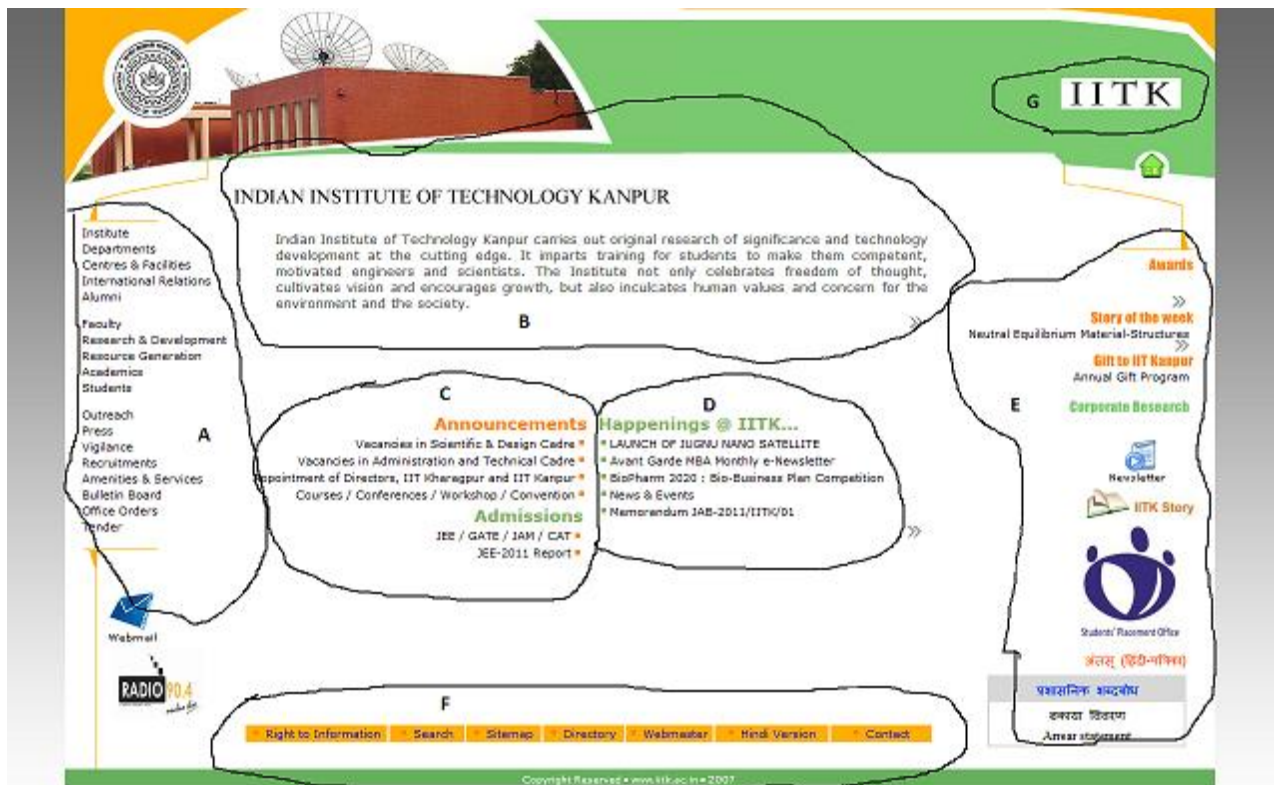 G IITK
INDIAN INSTITUTE OF TECHNOLOGY KANPUR
Indian Institute of Technology Kanpur carries out original research of significance and technology
development at the cutting edge. It imparts training for students to make them competent,
motivated engineers and scientists. The Institute not only celebrates freedom of thought,
cultivates vision and encourages growth, but also inculcates human values and concern for the
environment and the society.
B
Institute
Departments
Centres & Facilities
International Relations
Alumni
Faculty
Research & Development
Resource Generation
Academics
Students
Outreach
Press
Vigilance
Recruitments
Amenities & Services
Bulletin Board
Office Orders
Tender
A
Webmail
RADIO 90.4
C
Announcements
Vacancies in Scientific & Design Cadre
Vacancies in Administration and Technical Cadre
Appointment of Directors, IIT Kharagpur and IIT Kanpur
Courses / Conferences / Workshop / Convention
Admissions
JEE / GATE / JAM / CAT
JEE-2011 Report
D
Happenings @ IITK...
LAUNCH OF JUGNU NANO SATELLITE
Avant Garde MBA Monthly e-Newsletter
BioPharm 2020 : Bio-Business Plan Competition
News & Events
Memorandum JAB-2011/IITK/01
Awards
»
Story of the week
Neutral Equilibrium Material-Structures
»
Gift to IIT Kanpur
Annual Gift Program
E
Corporate Research
Newsletter
IITK Story
Students' Placement Office
अंतस् (हिंदी-पत्रिका)
प्रशासनिक शब्दबोध
बकाया विवरण
Arrear statement
»
»
F
Right to Information Search Sitemap Directory Webmaster Hindi Version Contact
Copyright Reserved • www.iitk.ac.in • 2007